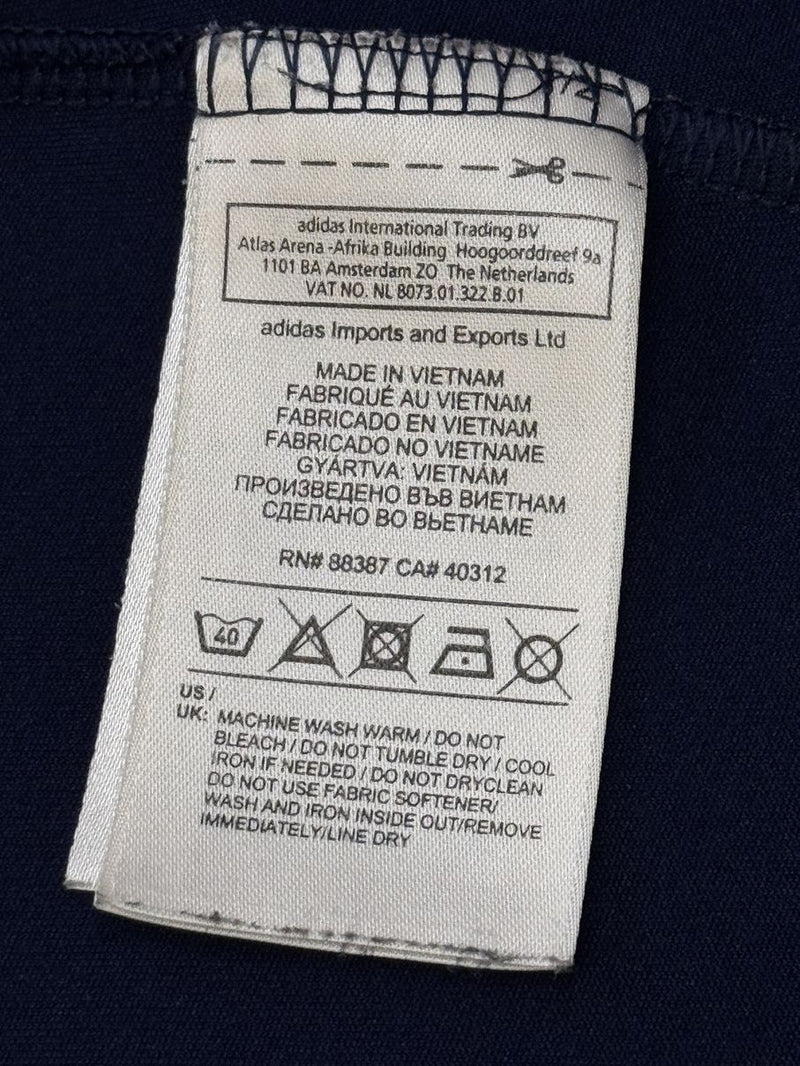 adidas International Trading BV
Atlas Arena -Afrika Building Hoogoorddreef 9a
1101 BA Amsterdam ZO The Netherlands
VAT NO. NL 8073.01.322.B.01
adidas Imports and Exports Ltd
MADE IN VIETNAM
FABRIQUÉ AU VIETNAM
FABRICADO EN VIETNAM
FABRICADO NO VIETNAME
GYÁRTVA: VIETNÁM
ПРОИЗВЕДЕНО ВЪВ ВИЕТНАМ
СДЕЛАНО ВО ВЬЕТНАМЕ
RN# 88387 CA# 40312
40
US /
UK: MACHINE WASH WARM / DO NOT
BLEACH / DO NOT TUMBLE DRY / COOL
IRON IF NEEDED / DO NOT DRYCLEAN
DO NOT USE FABRIC SOFTENER/
WASH AND IRON INSIDE OUT/REMOVE
IMMEDIATELY/LINE DRY